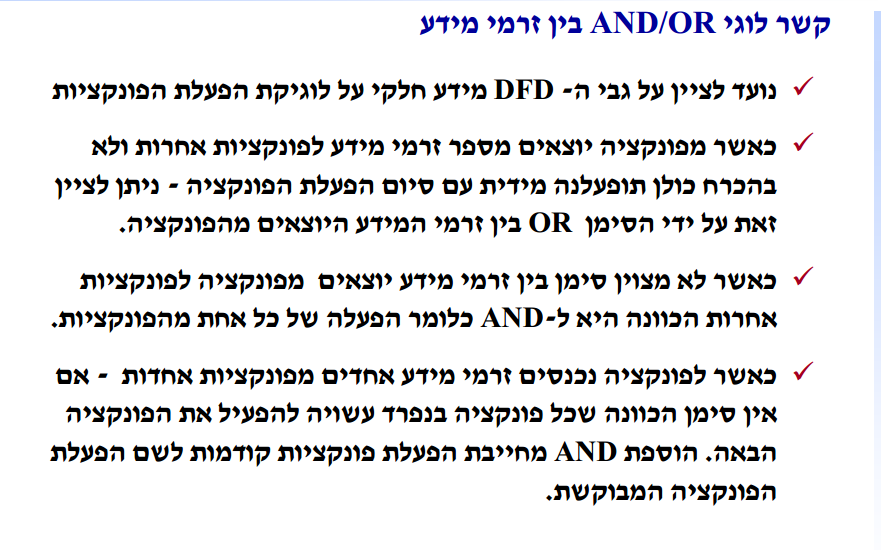 קשר לוגי AND/OR בין זרמי מידע
נועד לציין על גבי ה- DFD מידע חלקי על לוגיקת הפעלת הפונקציות
כאשר מפונקציה יוצאים מספר זרמי מידע לפונקציות אחרות ולא
בהכרח כולן תופעלנה מידית עם סיום הפעלת הפונקציה - ניתן לציין
זאת על ידי הסימן OR בין זרמי המידע היוצאים מהפונקציה.
כאשר לא מצוין סימן בין זרמי מידע יוצאים מפונקציה לפונקציות
אחרות הכוונה היא ל-AND כלומר הפעלה של כל אחת מהפונקציות.
כאשר לפונקציה נכנסים זרמי מידע אחדים מפונקציות אחדות - אם
אין סימן הכוונה שכל פונקציה בנפרד עשויה להפעיל את הפונקציה
הבאה. הוספת AND מחייבת הפעלת פונקציות קודמות לשם הפעלת
הפונקציה המבוקשת.